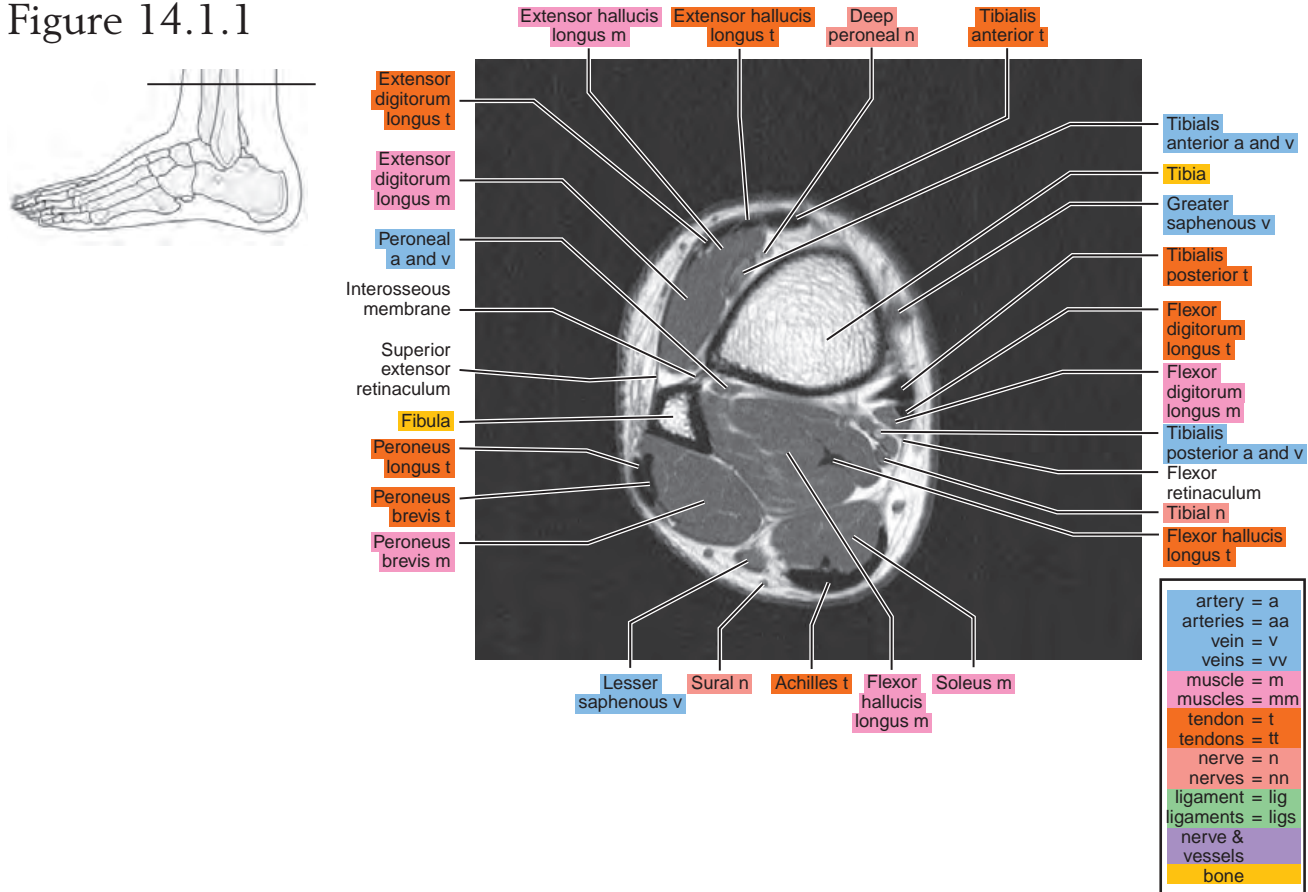 Figure 14.1.1
Extensor hallucis
longus m
Extensor hallucis
longus t
Deep
peroneal n
Tibialis
anterior t
Extensor
digitorum
longus t
Extensor
digitorum
longus m
Peroneal
a and v
Interosseous
membrane
Superior
extensor
retinaculum
Fibula
Peroneus
longus t
Peroneus
brevis t
Peroneus
brevis m
Tibials
anterior a and v
Tibia
Greater
saphenous v
Tibialis
posterior t
Flexor
digitorum
longus t
Flexor
digitorum
longus m
Tibialis
posterior a and v
Flexor
retinaculum
Tibial n
Flexor hallucis
longus t
Lesser
saphenous v
Sural n
Achilles t
Flexor
hallucis
longus m
Soleus m
artery = a
arteries = aa
vein = v
veins = vv
muscle = m
muscles = mm
tendon = t
tendons = tt
nerve = n
nerves = nn
ligament = lig
ligaments = ligs
nerve &
vessels
bone